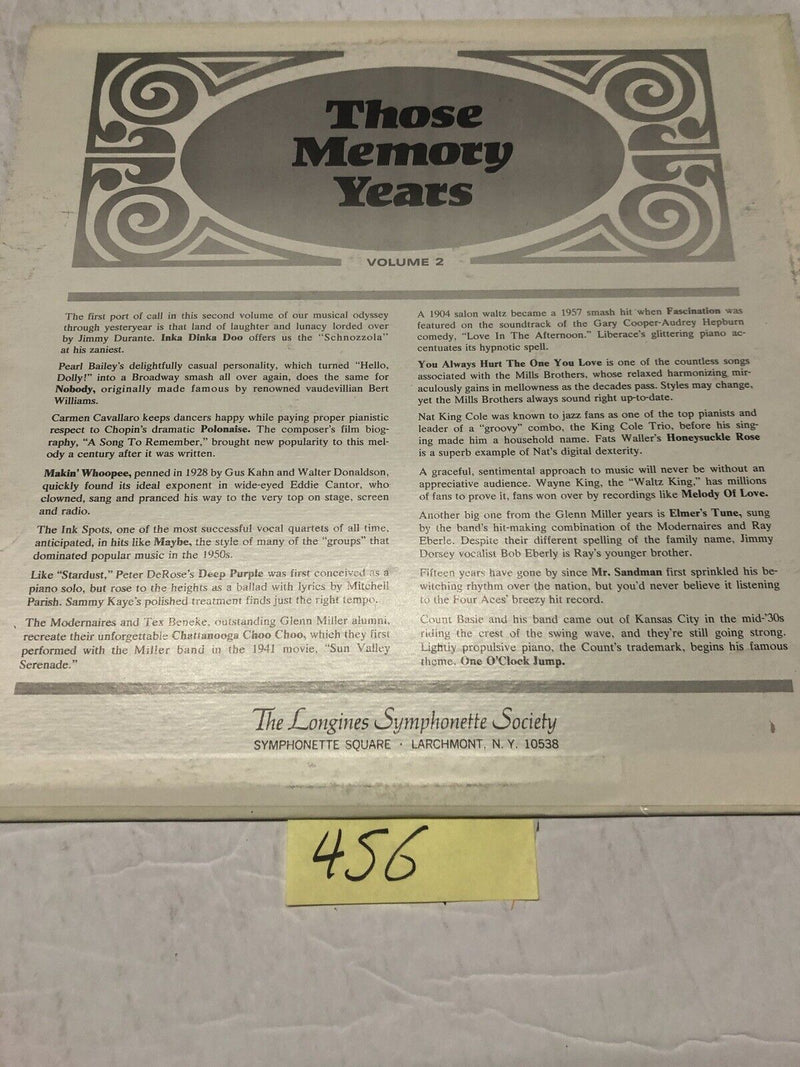 Those
Memory
Years
VOLUME 2
The first port of call in this second volume of our musical odyssey
through yesteryear is that land of laughter and lunacy lorded over
by Jimmy Durante. Inka Dinka Doo offers us the "Schnozzola"
at his zaniest.
Pearl Bailey's delightfully casual personality, which turned "Hello,
Dolly!" into a Broadway smash all over again, does the same for
Nobody, originally made famous by renowned vaudevillian Bert
Williams.
Carmen Cavallaro keeps dancers happy while paying proper pianistic
respect to Chopin's dramatic Polonaise. The composer's film biog-
raphy, "A Song To Remember," brought new popularity to this mel-
ody a century after it was written.
Makin' Whoopee, penned in 1928 by Gus Kahn and Walter Donaldson,
quickly found its ideal exponent in wide-eyed Eddie Cantor, who
clowned, sang and pranced his way to the very top on stage, screen
and radio.
The Ink Spots, one of the most successful vocal quartets of all time,
anticipated, in hits like Maybe, the style of many of the "groups" that
dominated popular music in the 1950s.
Like "Stardust," Peter DeRose's Deep Purple was first conceived as a
piano solo, but rose to the heights as a ballad with lyrics by Mitchell
Parish. Sammy Kaye's polished treatment finds just the right tempo.
The Modernaires and Tex Beneke, outstanding Glenn Miller alumni,
recreate their unforgettable Chattanooga Choo Choo, which they first
performed with the Miller band in the 1941 movie, "Sun Valley
Serenade."
A 1904 salon waltz became a 1957 smash hit when Fascination was
featured on the soundtrack of the Gary Cooper-Audrey Hepburn
comedy, "Love In The Afternoon." Liberace's glittering piano ac-
centuates its hypnotic spell.
You Always Hurt The One You Love is one of the countless songs
associated with the Mills Brothers, whose relaxed harmonizing mir-
aculously gains in mellowness as the decades pass. Styles may change,
yet the Mills Brothers always sound right up-to-date.
Nat King Cole was known to jazz fans as one of the top pianists and
leader of a "groovy" combo, the King Cole Trio, before his sing-
ing made him a household name. Fats Waller's Honeysuckle Rose
is a superb example of Nat's digital dexterity.
A graceful, sentimental approach to music will never be without an
appreciative audience. Wayne King, the "Waltz King," has millions
of fans to prove it, fans won over by recordings like Melody Of Love.
Another big one from the Glenn Miller years is Elmer's Tune, sung
by the band's hit-making combination of the Modernaires and Ray
Eberle. Despite their different spelling of the family name, Jimmy
Dorsey vocalist Bob Eberly is Ray's younger brother.
Fifteen years have gone by since Mr. Sandman first sprinkled his be-
witching rhythm over the nation, but you'd never believe it listening
to the Four Aces' breezy hit record.
Count Basie and his band came out of Kansas City in the mid-'30s
riding the crest of the swing wave, and they're still going strong.
Lightly propulsive piano, the Count's trademark, begins his famous
theme. One O'Clock Jump.
The Longines Symphonette Society
SYMPHONETTE SQUARE · LARCHMONT, N. Y. 10538
456